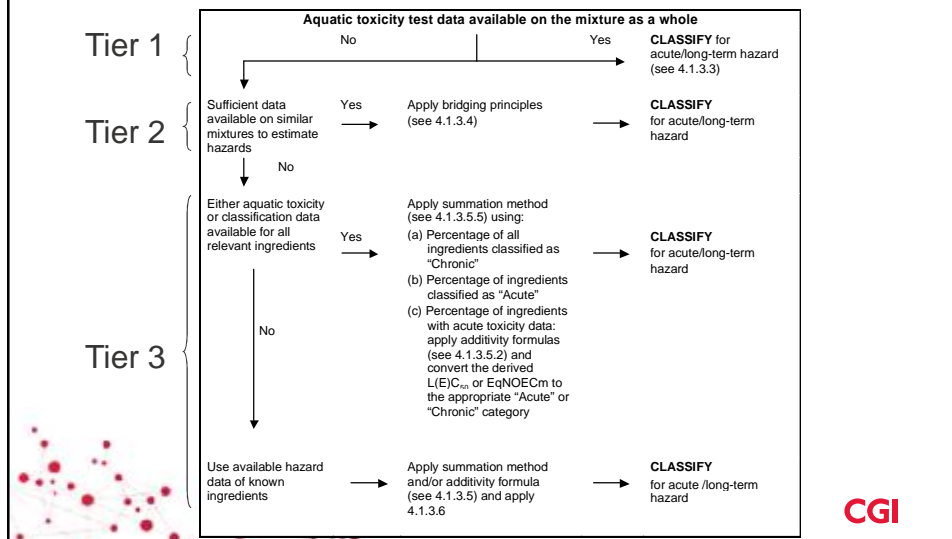 Aquatic toxicity test data available on the mixture as a whole
Tier 1
No
Yes
CLASSIFY for
acute/long-term hazard
(see 4.1.3.3)
Tier 2
Sufficient data
available on similar
mixtures to estimate
hazards
Yes
Apply bridging principles
(see 4.1.3.4)
CLASSIFY
for acute/long-term
hazard
No
Tier 3
Either aquatic toxicity
or classification data
available for all
relevant ingredients
Yes
Apply summation method
(see 4.1.3.5.5) using:
(a) Percentage of all
ingredients classified as
“Chronic”
(b) Percentage of ingredients
classified as “Acute”
(c) Percentage of ingredients
with acute toxicity data:
apply additivity formulas
(see 4.1.3.5.2) and
convert the derived
L(E)C50 or EqNOECm to
the appropriate “Acute” or
“Chronic” category
CLASSIFY
for acute/long-term
hazard
No
Use available hazard
data of known
ingredients
Apply summation method
and/or additivity formula
(see 4.1.3.5) and apply
4.1.3.6
CLASSIFY
for acute /long-term
hazard
CGI